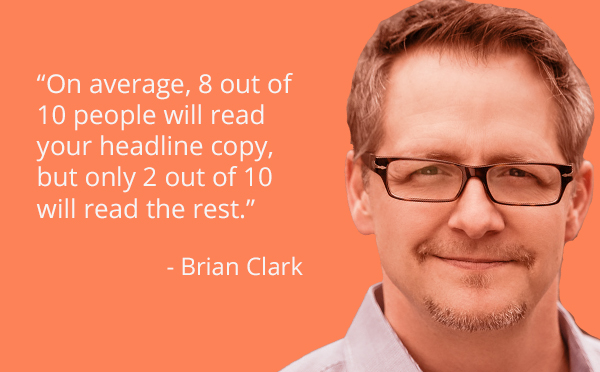 “On average, 8 out of
10 people will read
your headline copy,
but only 2 out of 10
will read the rest.”
- Brian Clark